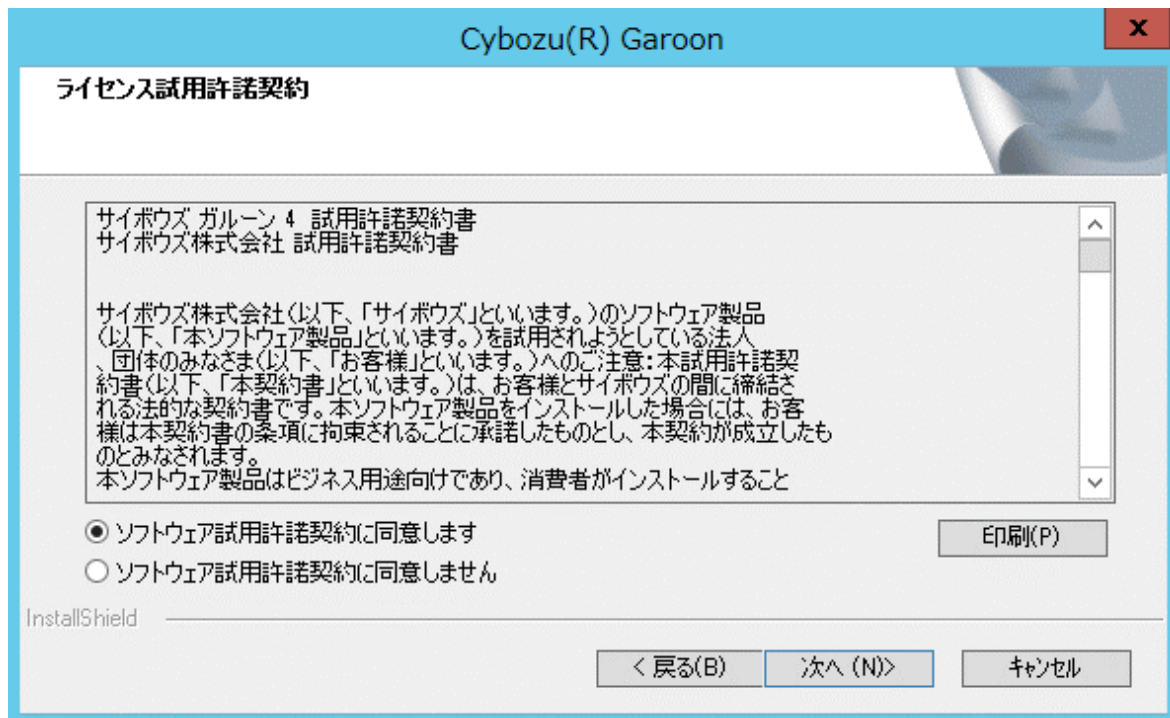 Cybozu(R) Garoon
x
ライセンス試用許諾契約
サイボウズ ガルーン 4 試用許諾契約書
サイボウズ株式会社 試用許諾契約書
サイボウズ株式会社(以下、「サイボウズ」といいます。)のソフトウェア製品
(以下、「本ソフトウェア製品」といいます。)を試用されようとしている法人
、団体のみなさま(以下、「お客様」といいます。)へのご注意:本試用許諾契
約書(以下、「本契約書」といいます。)は、お客様とサイボウズの間に締結さ
れる法的な契約書です。本ソフトウェア製品をインストールした場合には、お客
様は本契約書の条項に拘束されることに承諾したものとし、本契約が成立したも
のとみなされます。
本ソフトウェア製品はビジネス用途向けであり、消費者がインストールすること
ソフトウェア試用許諾契約に同意します
印刷(P)
ソフトウェア試用許諾契約に同意しません
InstallShield
< 戻る(B)
次へ (N)>
キャンセル